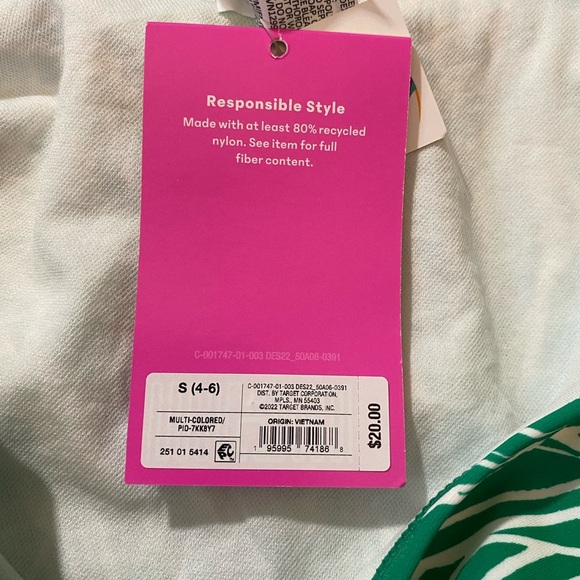 Responsible Style
Made with at least 80% recycled
nylon. See item for full
fiber content.
C-001747-01-003 DES22_50A06-0391
S (4-6)
MULTI-COLORED/
PID-7KK8Y7
251 01 5414
C-001747-01-003 DES22_50A06-0391
DIST. BY TARGET CORPORATION,
MPLS., MN 55403
©2022 TARGET BRANDS, INC.
ORIGIN: VIETNAM
1 95995 74186 8
$20.00